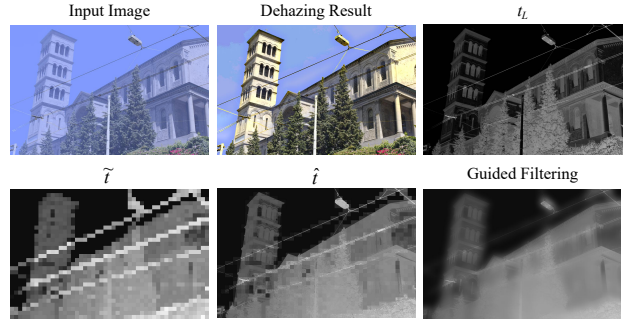 Input Image
Dehazing Result
t_L
t̃
t̂
Guided Filtering